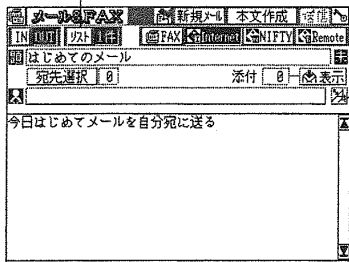 メール&FAX 新規メール 本文作成 送信
IN OUT リスト 1件 FAX Internet NIFTY Remote
題 はじめてのメール
宛先選択 0 添付 0 表示
今日はじめてメールを自分宛に送る